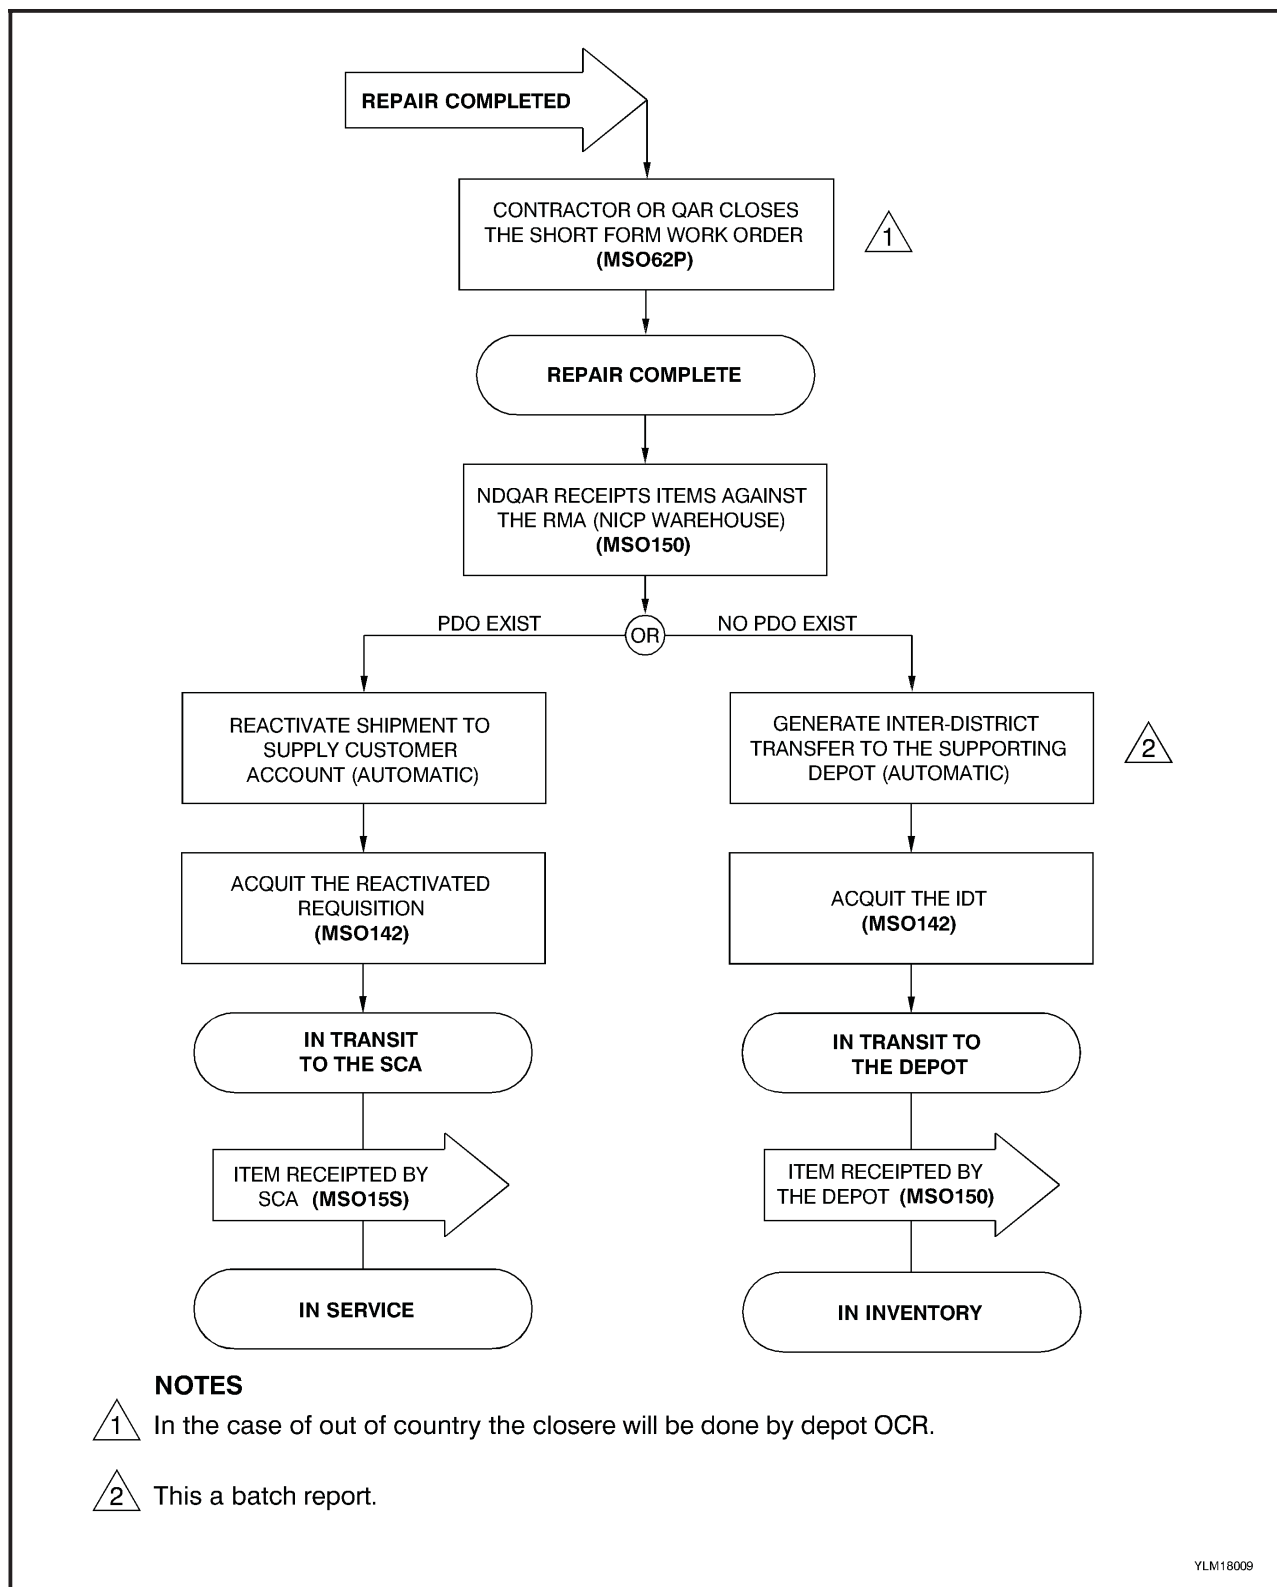 REPAIR COMPLETED
CONTRACTOR OR QAR CLOSES
THE SHORT FORM WORK ORDER
(MSO62P)
1
REPAIR COMPLETE
NDQAR RECEIPTS ITEMS AGAINST
THE RMA (NICP WAREHOUSE)
(MSO150)
PDO EXIST
OR
NO PDO EXIST
REACTIVATE SHIPMENT TO
SUPPLY CUSTOMER
ACCOUNT (AUTOMATIC)
GENERATE INTER-DISTRICT
TRANSFER TO THE SUPPORTING
DEPOT (AUTOMATIC)
2
ACQUIT THE REACTIVATED
REQUISITION
(MSO142)
ACQUIT THE IDT
(MSO142)
IN TRANSIT
TO THE SCA
IN TRANSIT TO
THE DEPOT
ITEM RECEIPTED BY
SCA (MSO15S)
ITEM RECEIPTED BY
THE DEPOT (MSO150)
IN SERVICE
IN INVENTORY
NOTES
1 In the case of out of country the closere will be done by depot OCR.
2 This a batch report.
YLM18009